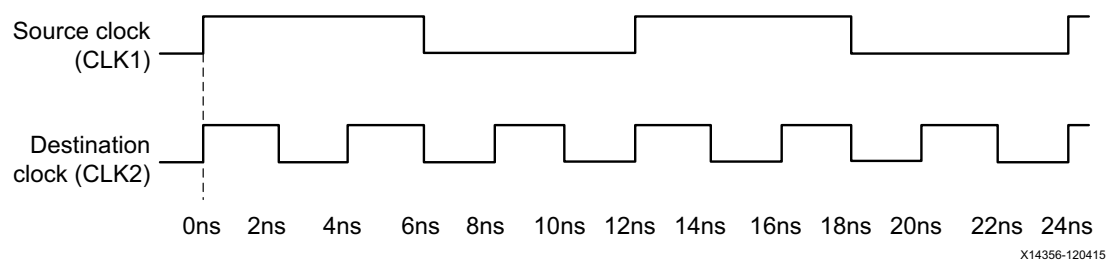 Source clock
(CLK1)
Destination
clock (CLK2)
0ns 2ns 4ns 6ns 8ns 10ns 12ns 14ns 16ns 18ns 20ns 22ns 24ns
X14356-120415